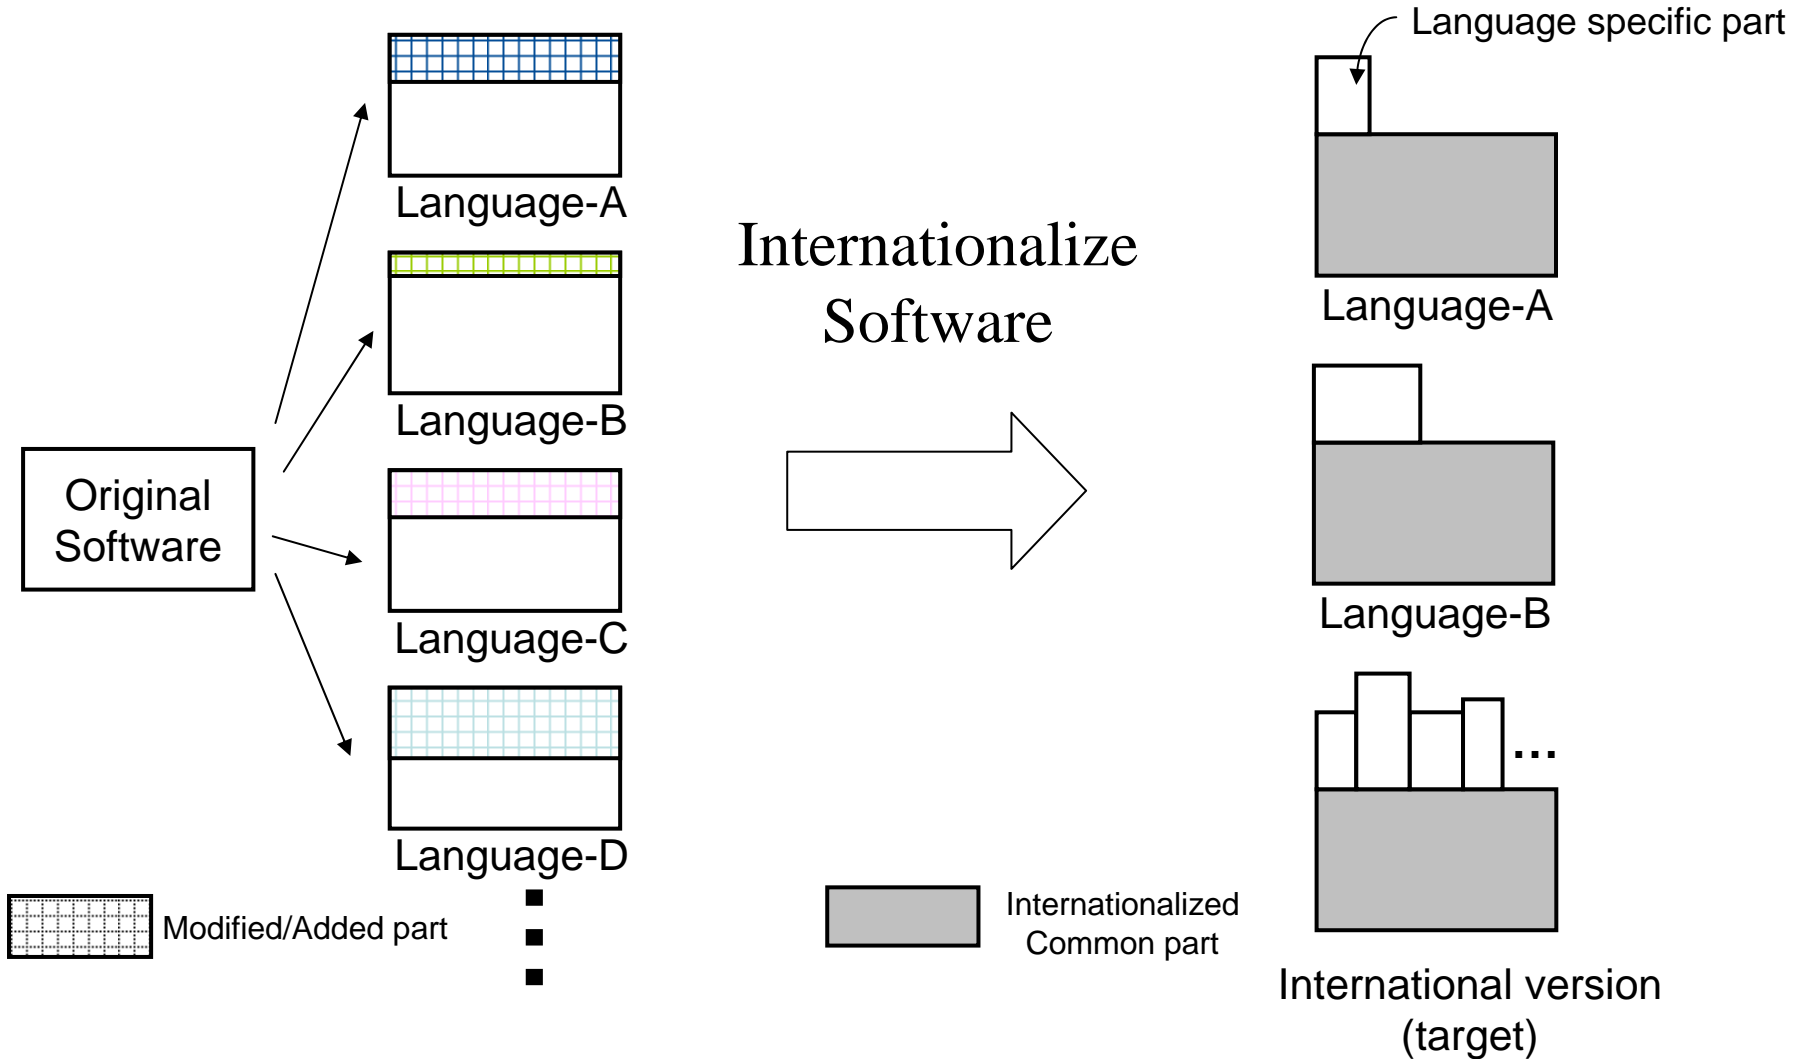 Language specific part
Language-A
Language-B
Language-C
Language-D
Original
Software
Modified/Added part
Internationalize
Software
Internationalized
Common part
Language-A
Language-B
...
International version
(target)